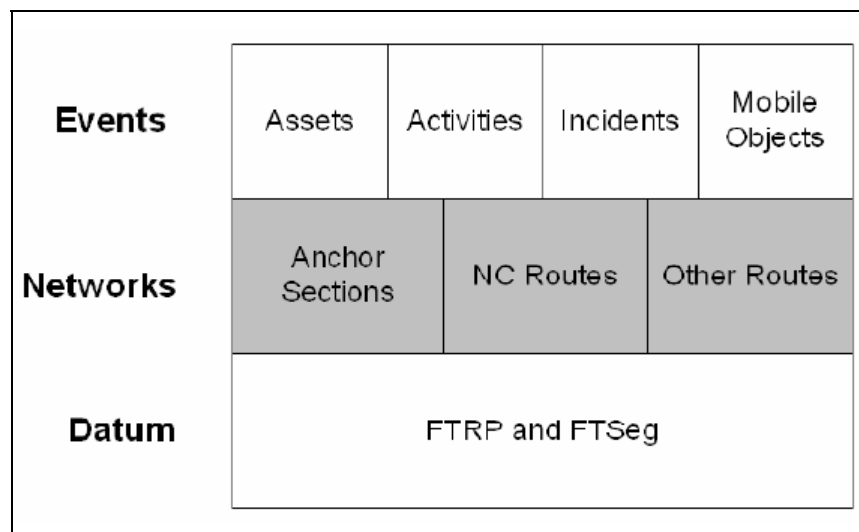 Events
Assets
Activities
Incidents
Mobile
Objects
Networks
Anchor
Sections
NC Routes
Other Routes
Datum
FTRP and FTSeg